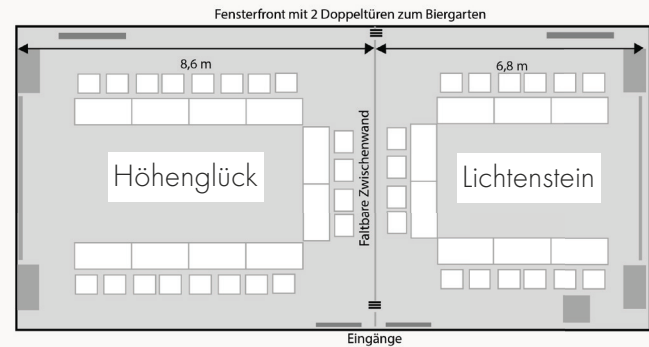 Fensterfront mit 2 Doppeltüren zum Biergarten
8,6 m
6,8 m
Höhenglück
Faltbare Zwischenwand
Lichtenstein
Eingänge